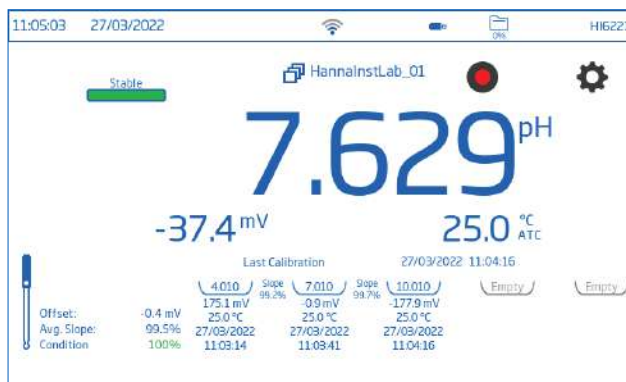 11:05:03 27/03/2022 0% HI622
Stable
HannaInstLab_01
7.629 pH
-37.4 mV 25.0 °C ATC
Last Calibration 27/03/2022 11:04:16
4.010 Slope 99.2% 7.010 Slope 99.7% 10.010 Empty Empty
175.1 mV -0.9 mV -177.9 mV
Offset: -0.4 mV 25.0 °C 25.0 °C 25.0 °C
Avg. Slope: 99.5% 27/03/2022 27/03/2022 27/03/2022
Condition 100% 11:03:14 11:03:41 11:04:16